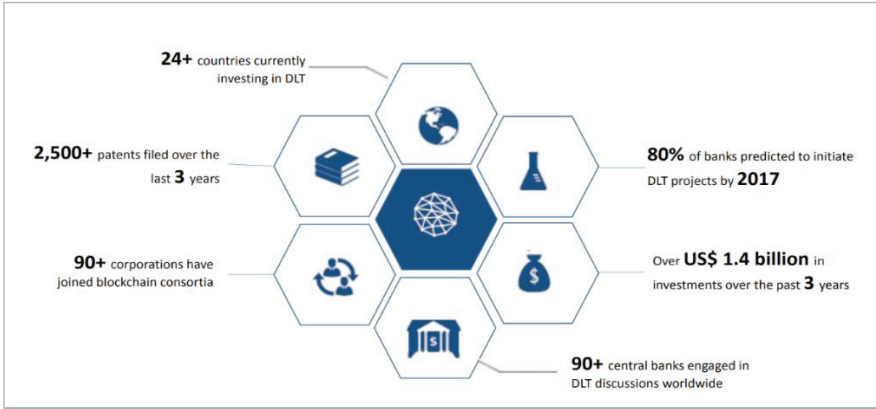 24+ countries currently
investing in DLT
2,500+ patents filed over the
last 3 years
80% of banks predicted to initiate
DLT projects by 2017
90+ corporations have
joined blockchain consortia
Over US$ 1.4 billion in
investments over the past 3 years
$
$
90+ central banks engaged in
DLT discussions worldwide